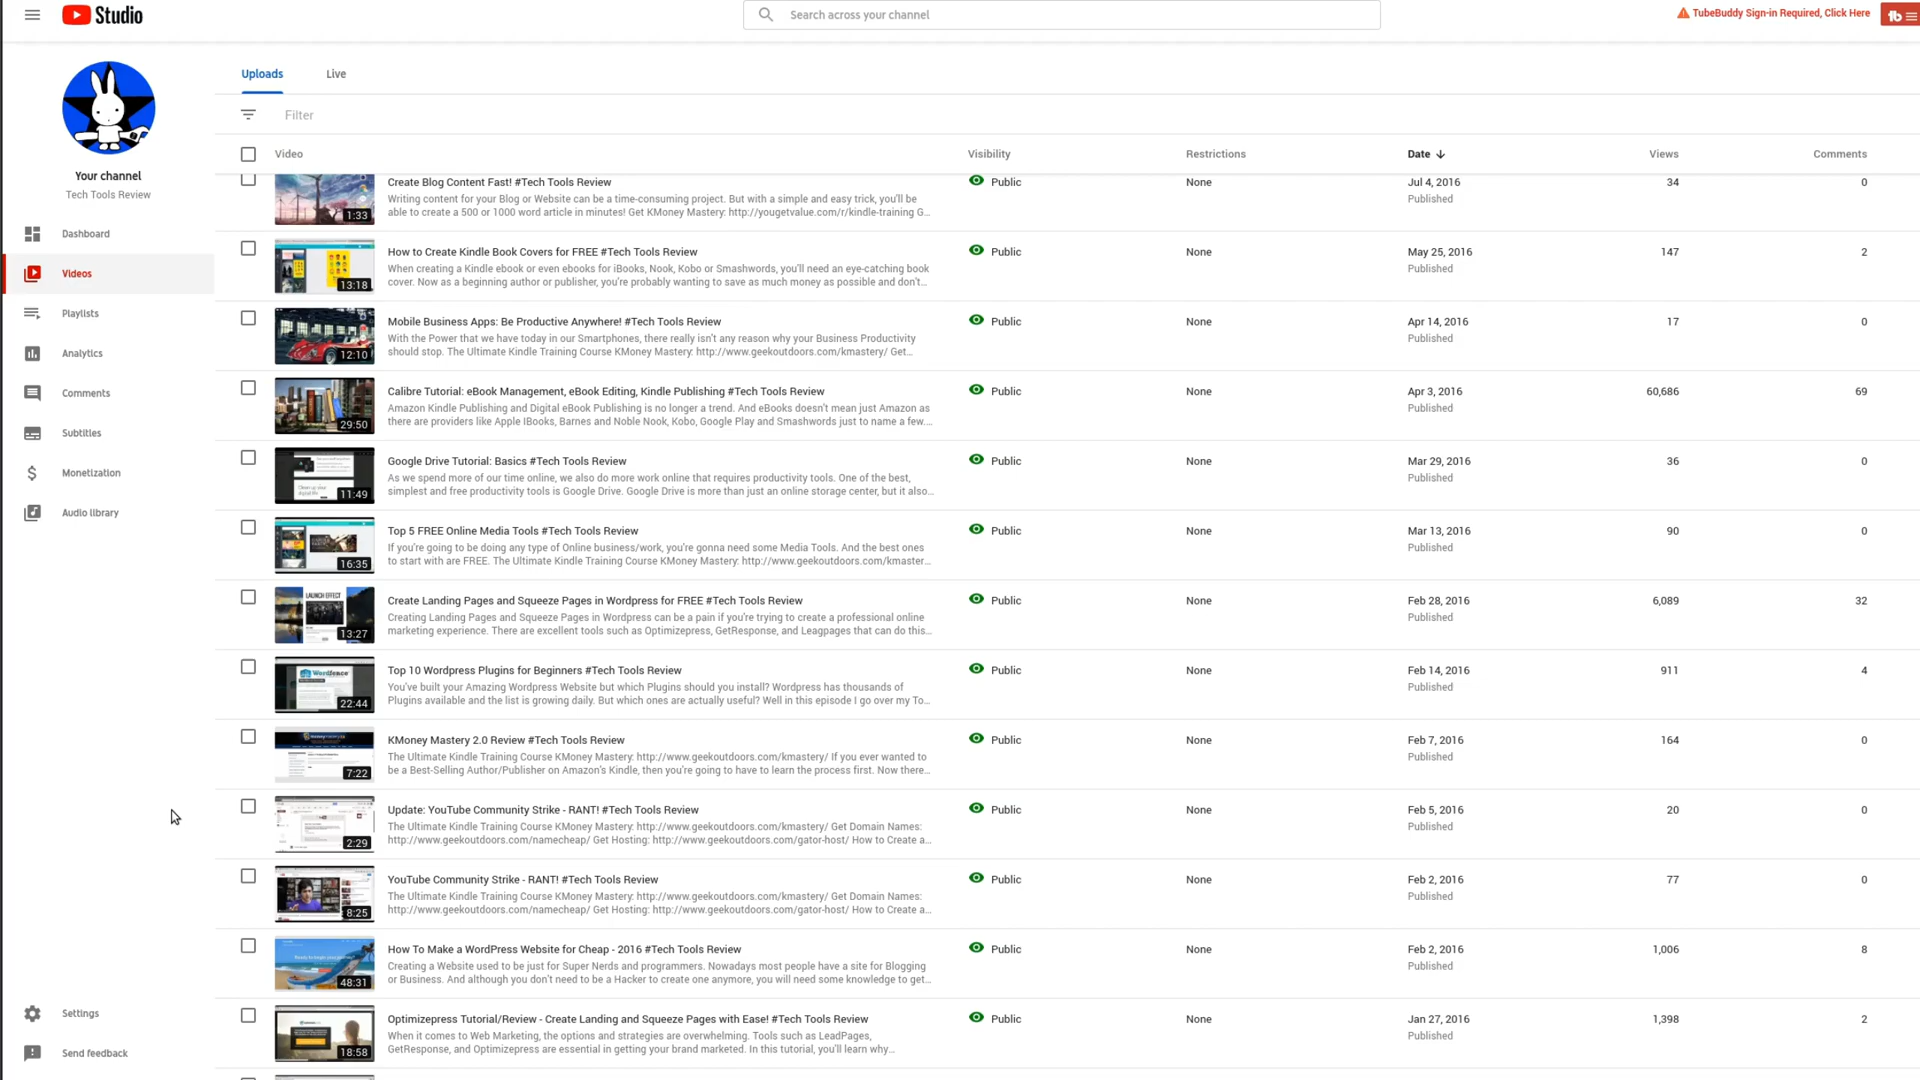 Studio
Search across your channel
TubeBuddy Sign-in Required, Click Here
tb
Your channel
Tech Tools Review
Dashboard
Videos
Playlists
Analytics
Comments
Subtitles
Monetization
Audio library
Settings
Send feedback
Uploads Live
Filter
Video Visibility Restrictions Date Views Comments
Create Blog Content Fast! #Tech Tools Review Public None Jul 4, 2016 34 0
Writing content for your Blog or Website can be a time-consuming project. But with a simple and easy trick, you'll be Published
1:33 able to create a 500 or 1000 word article in minutes! Get KMoney Mastery: http://yougetvalue.com/r/kindle-training G...
How to Create Kindle Book Covers for FREE #Tech Tools Review Public None May 25, 2016 147 2
When creating a Kindle ebook or even ebooks for iBooks, Nook, Kobo or Smashwords, you'll need an eye-catching book Published
13:18 cover. Now as a beginning author or publisher, you're probably wanting to save as much money as possible and don't...
Mobile Business Apps: Be Productive Anywhere! #Tech Tools Review Public None Apr 14, 2016 17 0
With the Power that we have today in our Smartphones, there really isn't any reason why your Business Productivity Published
12:10 should stop. The Ultimate Kindle Training Course KMoney Mastery: http://www.geekoutdoors.com/kmastery/ Get...
Calibre Tutorial: eBook Management, eBook Editing, Kindle Publishing #Tech Tools Review Public None Apr 3, 2016 60,686 69
Amazon Kindle Publishing and Digital eBook Publishing is no longer a trend. And eBooks doesn't mean just Amazon as Published
29:50 there are providers like Apple IBooks, Barnes and Noble Nook, Kobo, Google Play and Smashwords just to name a few....
Google Drive Tutorial: Basics #Tech Tools Review Public None Mar 29, 2016 36 0
As we spend more of our time online, we also do more work online that requires productivity tools. One of the best, Published
11:49 simplest and free productivity tools is Google Drive. Google Drive is more than just an online storage center, but it also...
Top 5 FREE Online Media Tools #Tech Tools Review Public None Mar 13, 2016 90 0
If you're going to be doing any type of Online business/work, you're gonna need some Media Tools. And the best ones Published
16:35 to start with are FREE. The Ultimate Kindle Training Course KMoney Mastery: http://www.geekoutdoors.com/kmaster...
LAUNCH EFFECT
Create Landing Pages and Squeeze Pages in Wordpress for FREE #Tech Tools Review Public None Feb 28, 2016 6,089 32
Creating Landing Pages and Squeeze Pages in Wordpress can be a pain if you're trying to create a professional online Published
13:27 marketing experience. There are excellent tools such as Optimizepress, GetResponse, and Leagpages that can do this...
Wordfence
Top 10 Wordpress Plugins for Beginners #Tech Tools Review Public None Feb 14, 2016 911 4
You've built your Amazing Wordpress Website but which Plugins should you install? Wordpress has thousands of Published
22:44 Plugins available and the list is growing daily. But which ones are actually useful? Well in this episode I go over my To...
KMoney Mastery 2.0 Review #Tech Tools Review Public None Feb 7, 2016 164 0
The Ultimate Kindle Training Course KMoney Mastery: http://www.geekoutdoors.com/kmastery/ If you ever wanted to Published
7:22 be a Best-Selling Author/Publisher on Amazon's Kindle, then you're going to have to learn the process first. Now there...
Update: YouTube Community Strike - RANT! #Tech Tools Review Public None Feb 5, 2016 20 0
The Ultimate Kindle Training Course KMoney Mastery: http://www.geekoutdoors.com/kmastery/ Get Domain Names: Published
2:29 http://www.geekoutdoors.com/namecheap/ Get Hosting: http://www.geekoutdoors.com/gator-host/ How to Create a...
YouTube Community Strike - RANT! #Tech Tools Review Public None Feb 2, 2016 77 0
The Ultimate Kindle Training Course KMoney Mastery: http://www.geekoutdoors.com/kmastery/ Get Domain Names: Published
8:25 http://www.geekoutdoors.com/namecheap/ Get Hosting: http://www.geekoutdoors.com/gator-host/ How to Create a...
How To Make a WordPress Website for Cheap - 2016 #Tech Tools Review Public None Feb 2, 2016 1,006 8
Creating a Website used to be just for Super Nerds and programmers. Nowadays most people have a site for Blogging Published
48:31 or Business. And although you don't need to be a Hacker to create one anymore, you will need some knowledge to get...
Optimizepress Tutorial/Review - Create Landing and Squeeze Pages with Ease! #Tech Tools Review Public None Jan 27, 2016 1,398 2
When it comes to Web Marketing, the options and strategies are overwhelming. Tools such as LeadPages, Published
18:58 GetResponse, and Optimizepress are essential in getting your brand marketed. In this tutorial, you'll learn why...